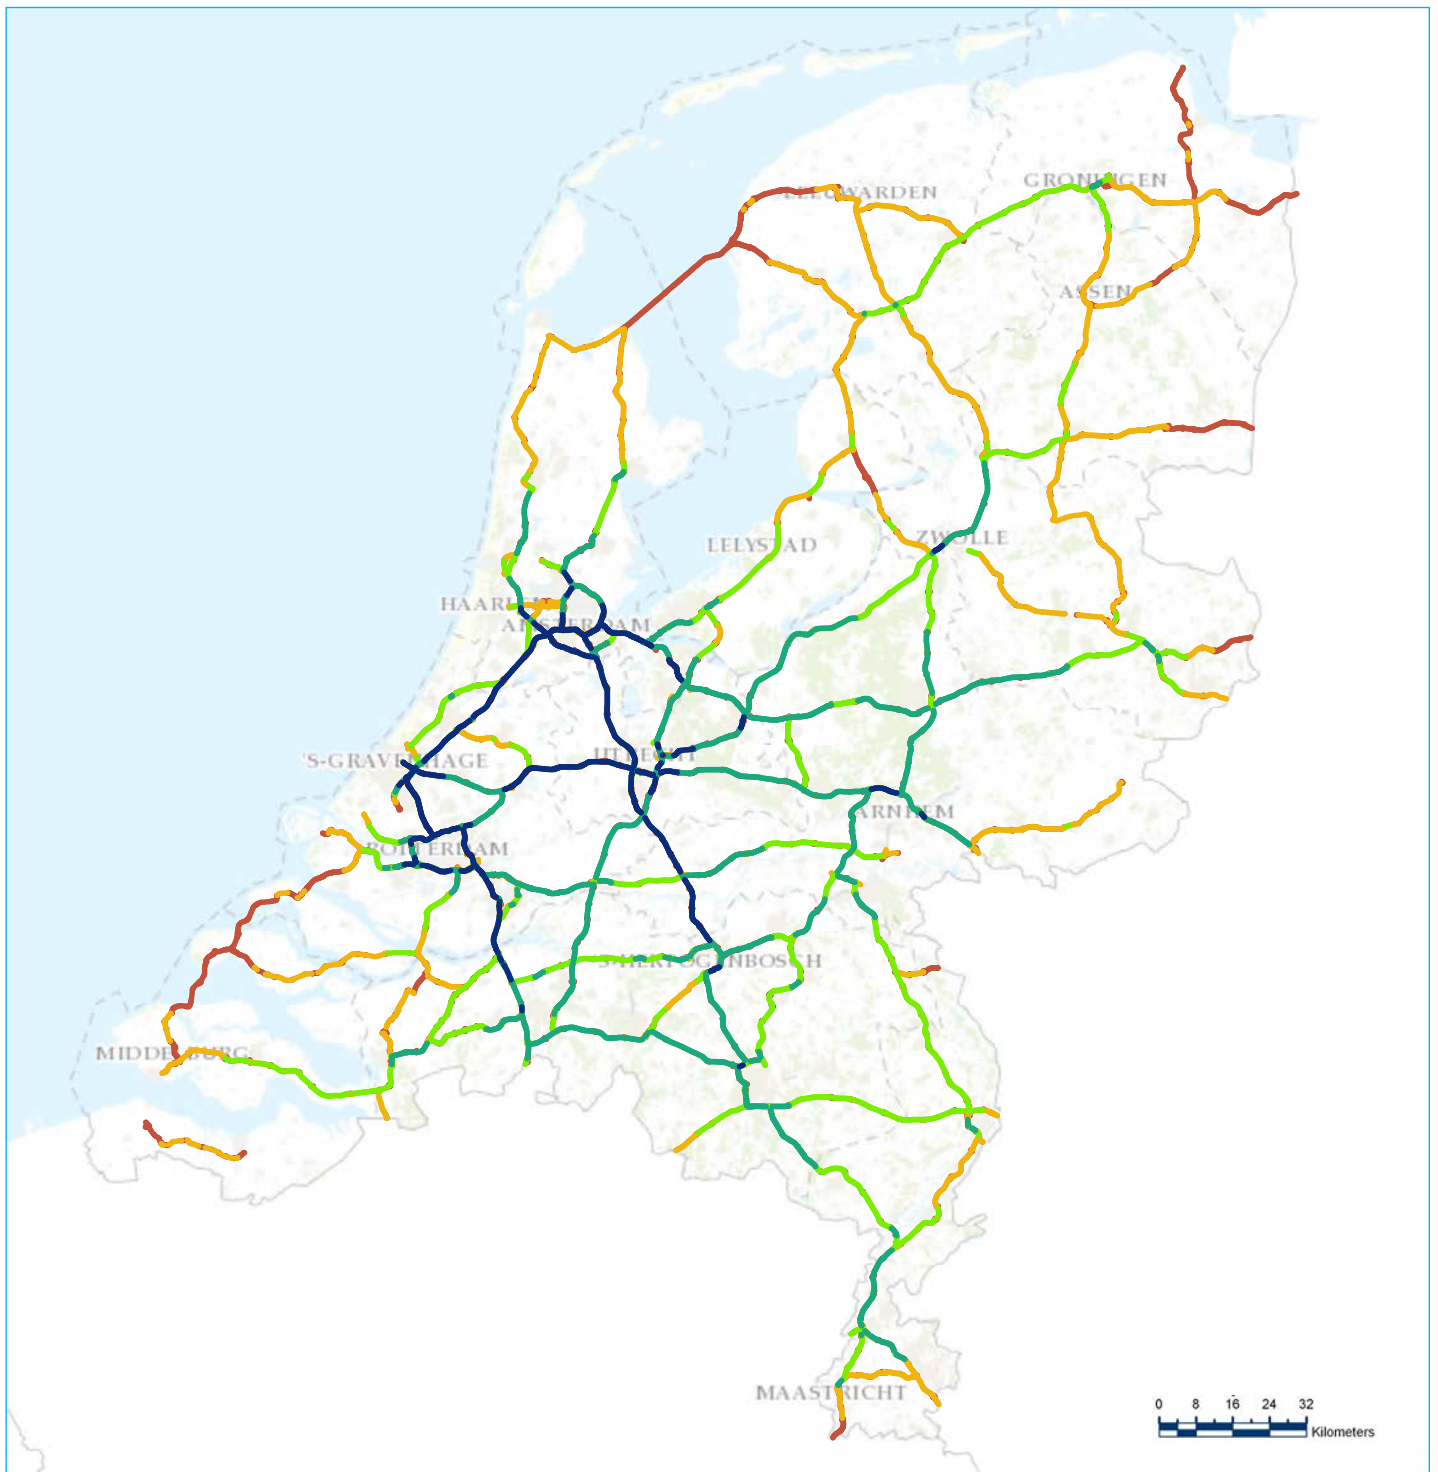 GRONINGEN
LEEUWARDEN
ASSEN
ZWOLLE
LELYSTAD
HAARLEM
AMSTERDAM
UTRECHT
'S-GRAVENHAGE
ARNHEM
ROTTERDAM
'S-HERTOGENBOSCH
MIDDELBURG
MAASTRICHT
0 8 16 24 32
Kilometers